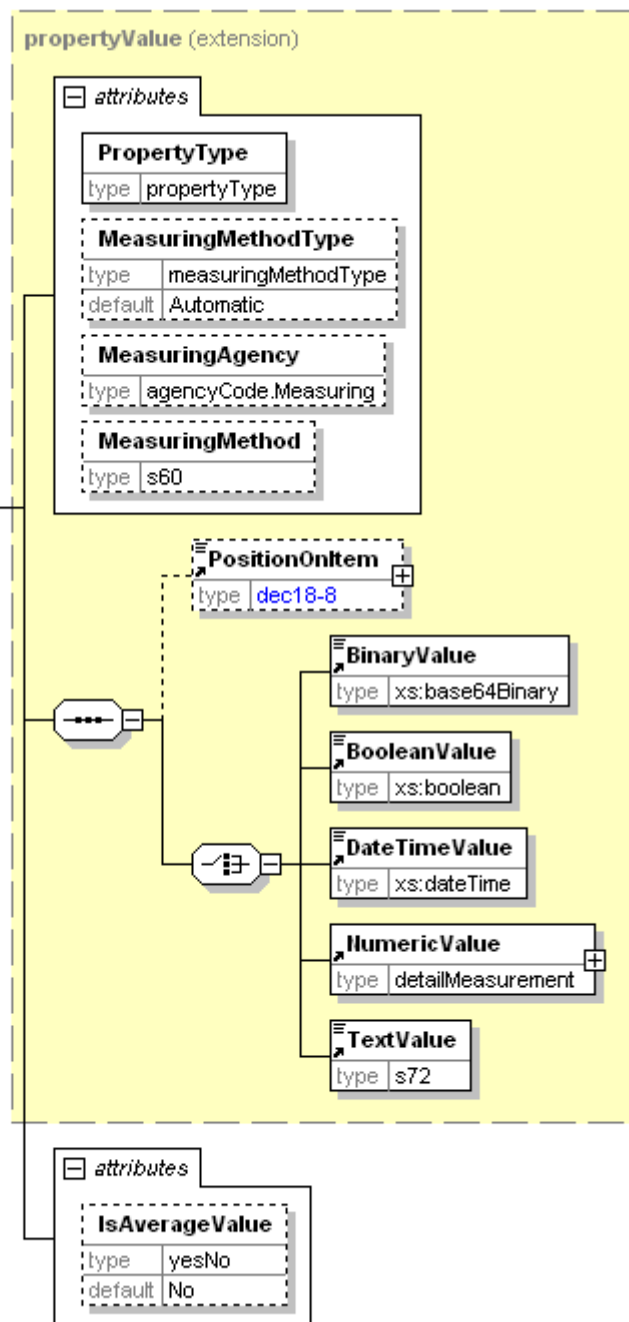 propertyValue (extension)
attributes
PropertyType
type propertyType
MeasuringMethodType
type measuringMethodType
default Automatic
MeasuringAgency
type agencyCode.Measuring
MeasuringMethod
type s60
PositionOnItem
type dec18-8
BinaryValue
type xs:base64Binary
BooleanValue
type xs:boolean
DateTimeValue
type xs:dateTime
NumericValue
type detailMeasurement
TextValue
type s72
attributes
IsAverageValue
type yesNo
default No